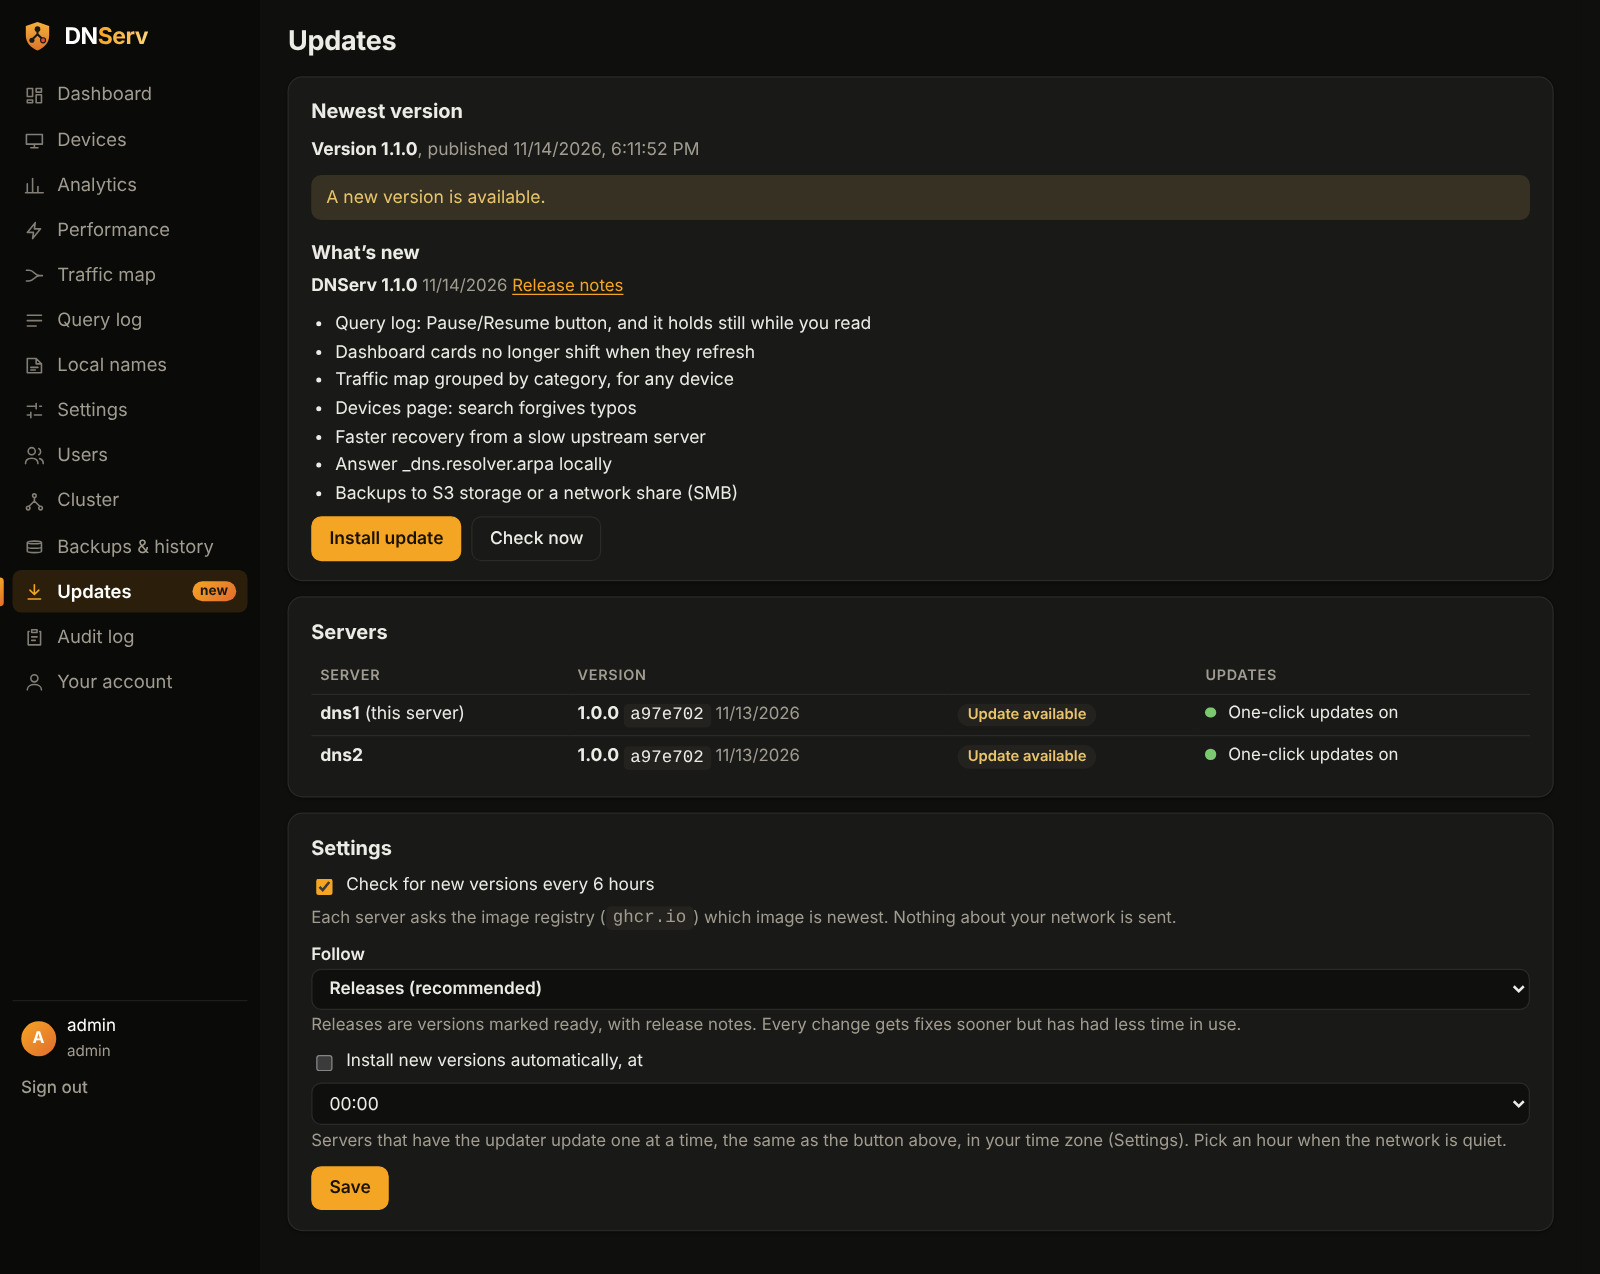 DNServ
Dashboard
Devices
Analytics
Performance
Traffic map
Query log
Local names
Settings
Users
Cluster
Backups & history
Updates new
Audit log
Your account
admin
A
admin
Sign out
Updates
Newest version
Version 1.1.0, published 11/14/2026, 6:11:52 PM
A new version is available.
What’s new
DNServ 1.1.0 11/14/2026 Release notes
• Query log: Pause/Resume button, and it holds still while you read
• Dashboard cards no longer shift when they refresh
• Traffic map grouped by category, for any device
• Devices page: search forgives typos
• Faster recovery from a slow upstream server
• Answer _dns.resolver.arpa locally
• Backups to S3 storage or a network share (SMB)
Install update Check now
Servers
SERVER VERSION UPDATES
dns1 (this server) 1.0.0 a97e702 11/13/2026 Update available One-click updates on
dns2 1.0.0 a97e702 11/13/2026 Update available One-click updates on
Settings
Check for new versions every 6 hours
Each server asks the image registry (ghcr.io) which image is newest. Nothing about your network is sent.
Follow
Releases (recommended)
Releases are versions marked ready, with release notes. Every change gets fixes sooner but has had less time in use.
Install new versions automatically, at
00:00
Servers that have the updater update one at a time, the same as the button above, in your time zone (Settings). Pick an hour when the network is quiet.
Save